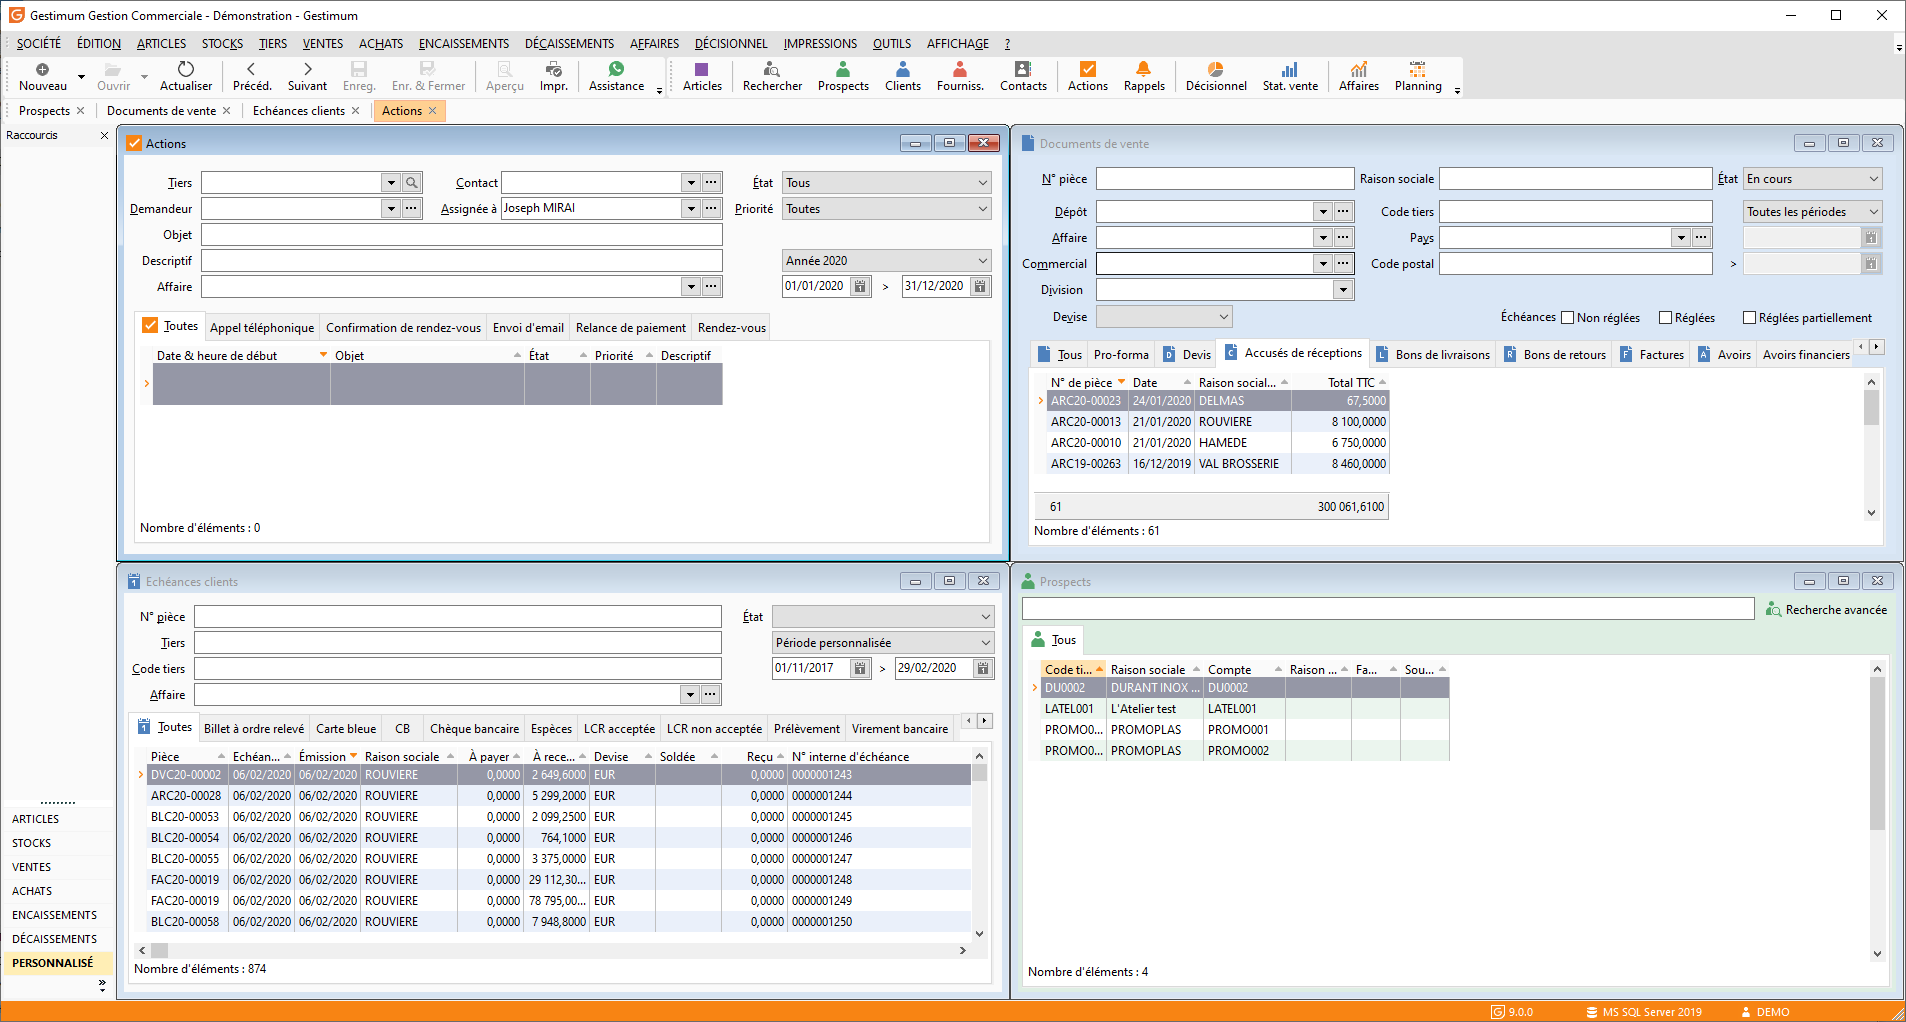 Gestimum Gestion Commerciale - Démonstration - Gestimum
SOCIÉTÉ ÉDITION ARTICLES STOCKS TIERS VENTES ACHATS ENCAISSEMENTS DÉCAISSEMENTS AFFAIRES DÉCISIONNEL IMPRESSIONS OUTILS AFFICHAGE ?
Nouveau Ouvrir Actualiser Précéd. Suivant Enreg. Enr. & Fermer Aperçu Impr. Assistance Articles Rechercher Prospects Clients Fourniss. Contacts Actions Rappels Décisionnel Stat. vente Affaires Planning
Prospects Documents de vente Echéances clients Actions
Raccourcis
ARTICLES
STOCKS
VENTES
ACHATS
ENCAISSEMENTS
DÉCAISSEMENTS
PERSONNALISÉ
Actions
Tiers Contact État Tous
Demandeur Assignée à Joseph MIRAI Priorité Toutes
Objet
Descriptif Année 2020
Affaire 01/01/2020 > 31/12/2020
Toutes Appel téléphonique Confirmation de rendez-vous Envoi d'email Relance de paiement Rendez-vous
Date & heure de début Objet État Priorité Descriptif
Nombre d'éléments : 0
Documents de vente
N° pièce Raison sociale État En cours
Dépôt Code tiers Toutes les périodes
Affaire Pays
Commercial Code postal >
Division
Devise Échéances Non réglées Réglées Réglées partiellement
Tous Pro-forma D Devis C Accusés de réceptions L Bons de livraisons R Bons de retours F Factures A Avoirs Avoirs financiers
N° de pièce Date Raison social... Total TTC
ARC20-00023 24/01/2020 DELMAS 67,5000
ARC20-00013 21/01/2020 ROUVIERE 8 100,0000
ARC20-00010 21/01/2020 HAMEDE 6 750,0000
ARC19-00263 16/12/2019 VAL BROSSERIE 8 460,0000
61 300 061,6100
Nombre d'éléments : 61
Echéances clients
N° pièce État
Tiers Période personnalisée
Code tiers 01/11/2017 > 29/02/2020
Affaire
Toutes Billet à ordre relevé Carte bleue CB Chèque bancaire Espèces LCR acceptée LCR non acceptée Prélèvement Virement bancaire
Pièce Echéan... Émission Raison sociale À payer À rece... Devise Soldée Reçu N° interne d'échéance
DVC20-00002 06/02/2020 06/02/2020 ROUVIERE 0,0000 2 649,6000 EUR 0,0000 0000001243
ARC20-00028 06/02/2020 06/02/2020 ROUVIERE 0,0000 5 299,2000 EUR 0,0000 0000001244
BLC20-00053 06/02/2020 06/02/2020 ROUVIERE 0,0000 2 099,2500 EUR 0,0000 0000001245
BLC20-00054 06/02/2020 06/02/2020 ROUVIERE 0,0000 764,1000 EUR 0,0000 0000001246
BLC20-00055 06/02/2020 06/02/2020 ROUVIERE 0,0000 3 375,0000 EUR 0,0000 0000001247
FAC20-00019 06/02/2020 06/02/2020 ROUVIERE 0,0000 29 112,30... EUR 0,0000 0000001248
FAC20-00019 06/02/2020 06/02/2020 ROUVIERE 0,0000 78 795,00... EUR 0,0000 0000001249
BLC20-00058 06/02/2020 06/02/2020 ROUVIERE 0,0000 7 948,8000 EUR 0,0000 0000001250
Nombre d'éléments : 874
Prospects
Recherche avancée
Tous
Code ti... Raison sociale Compte Raison ... Fa... Sou...
DU0002 DURANT INOX ... DU0002
LATEL001 L'Atelier test LATEL001
PROMO0... PROMOPLAS PROMO001
PROMO0... PROMOPLAS PROMO002
Nombre d'éléments : 4
9.0.0 MS SQL Server 2019 DEMO